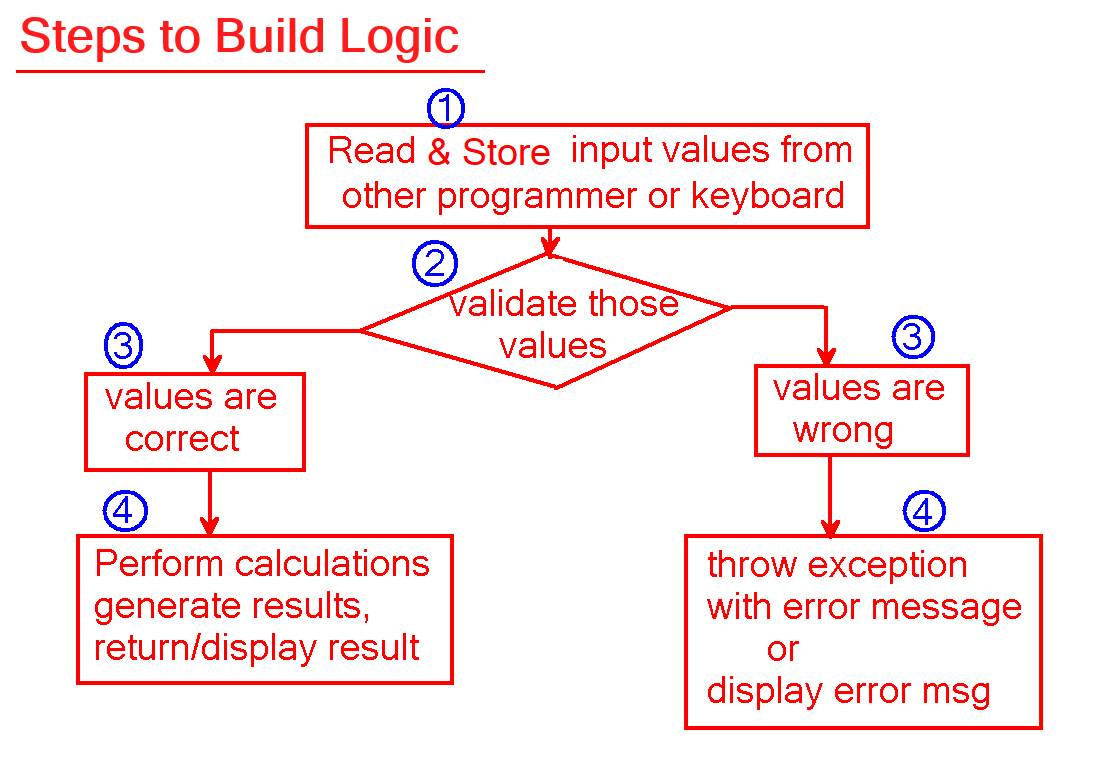 Steps to Build Logic
1
Read & Store input values from
other programmer or keyboard
2
validate those
values
3
values are
correct
3
values are
wrong
4
Perform calculations
generate results,
return/display result
4
throw exception
with error message
or
display error msg